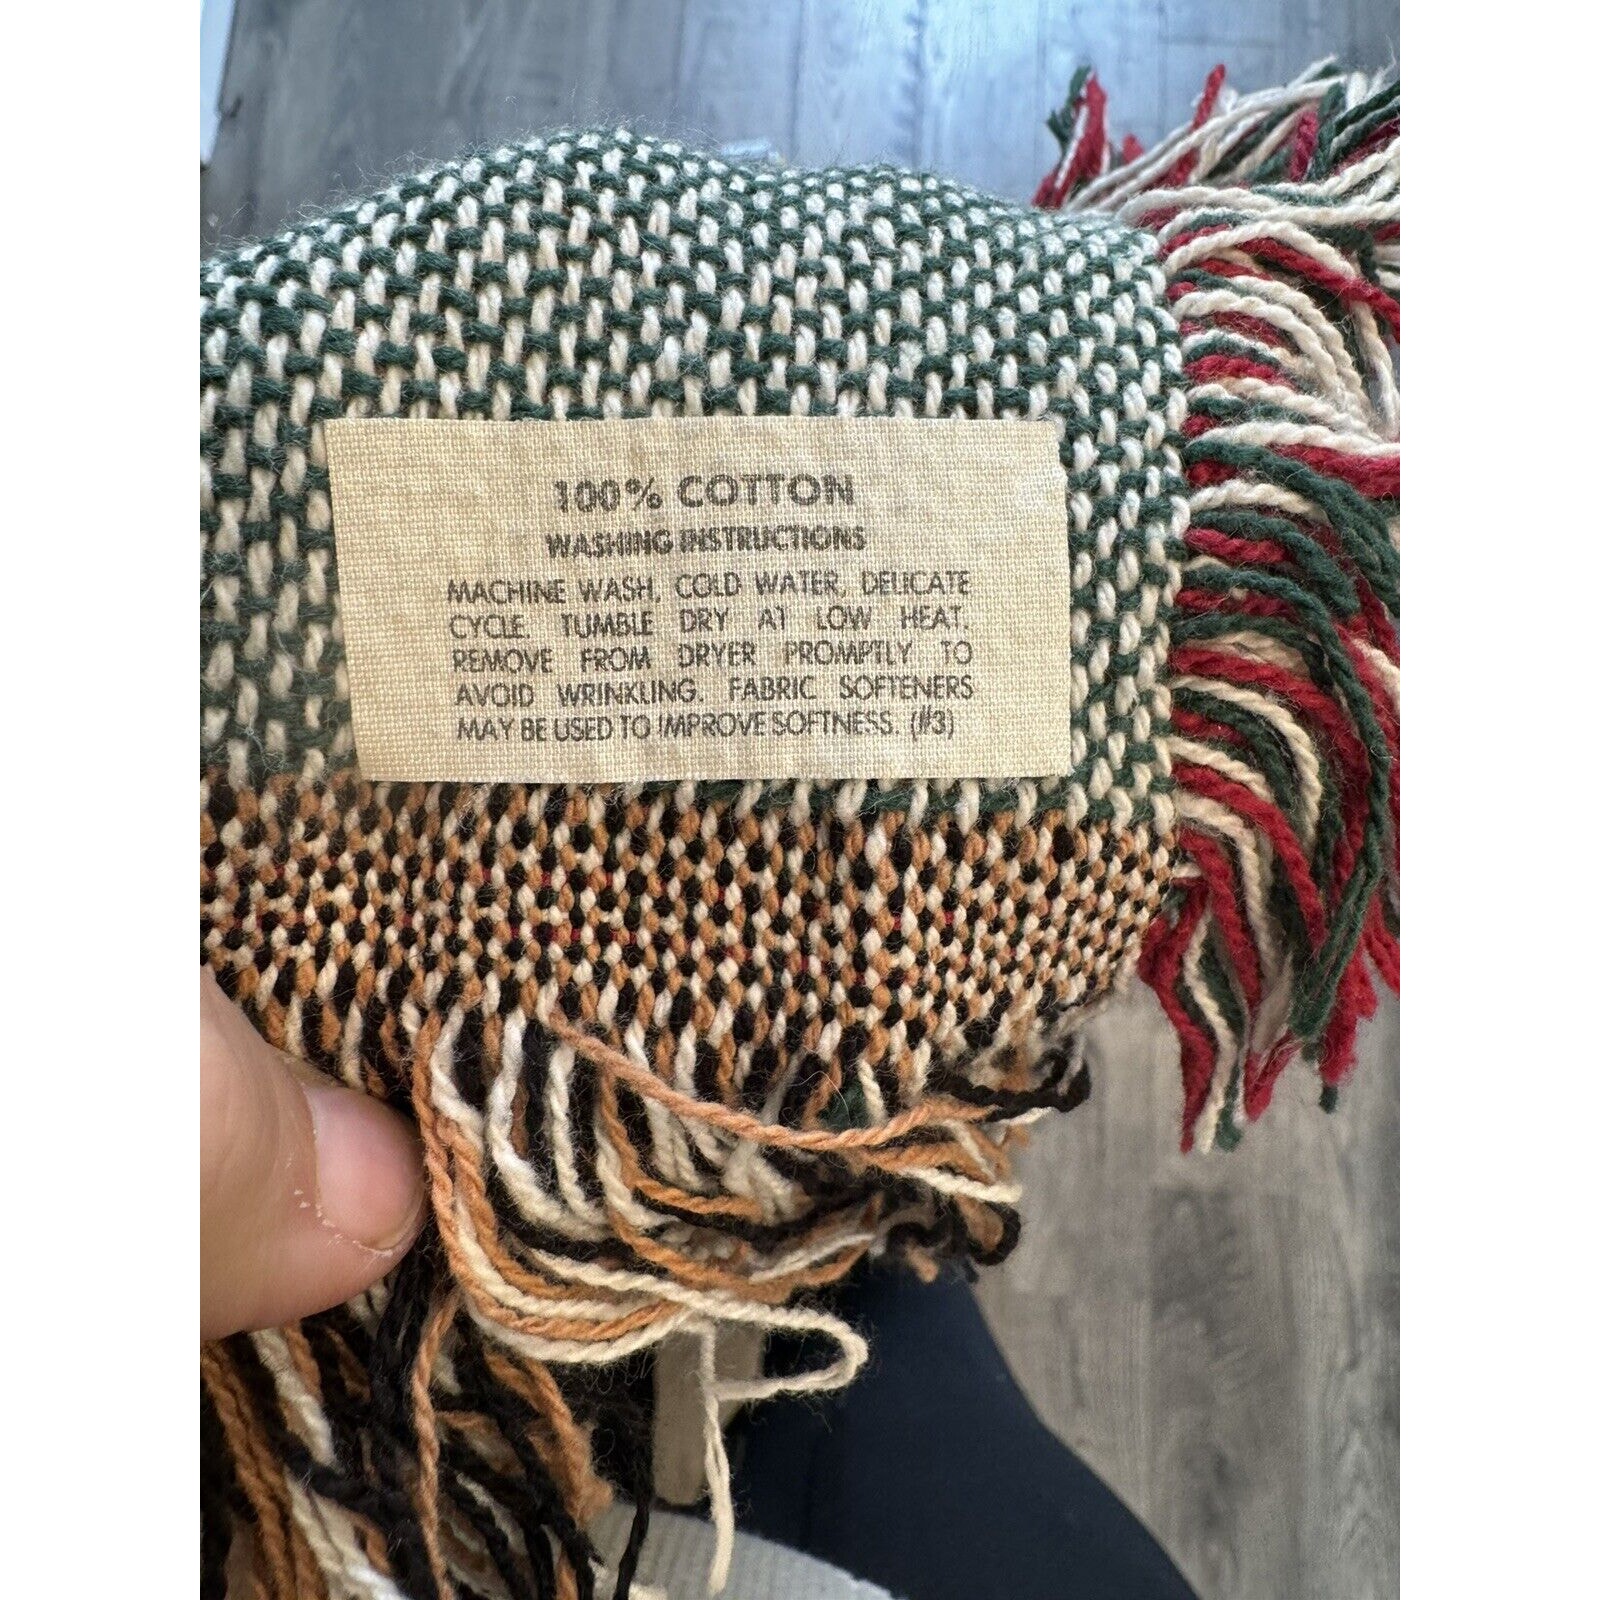 100% COTTON
WASHING INSTRUCTIONS
MACHINE WASH, COLD WATER, DELICATE
CYCLE. TUMBLE DRY AT LOW HEAT.
REMOVE FROM DRYER PROMPTLY TO
AVOID WRINKLING. FABRIC SOFTENERS
MAY BE USED TO IMPROVE SOFTNESS. (#3)